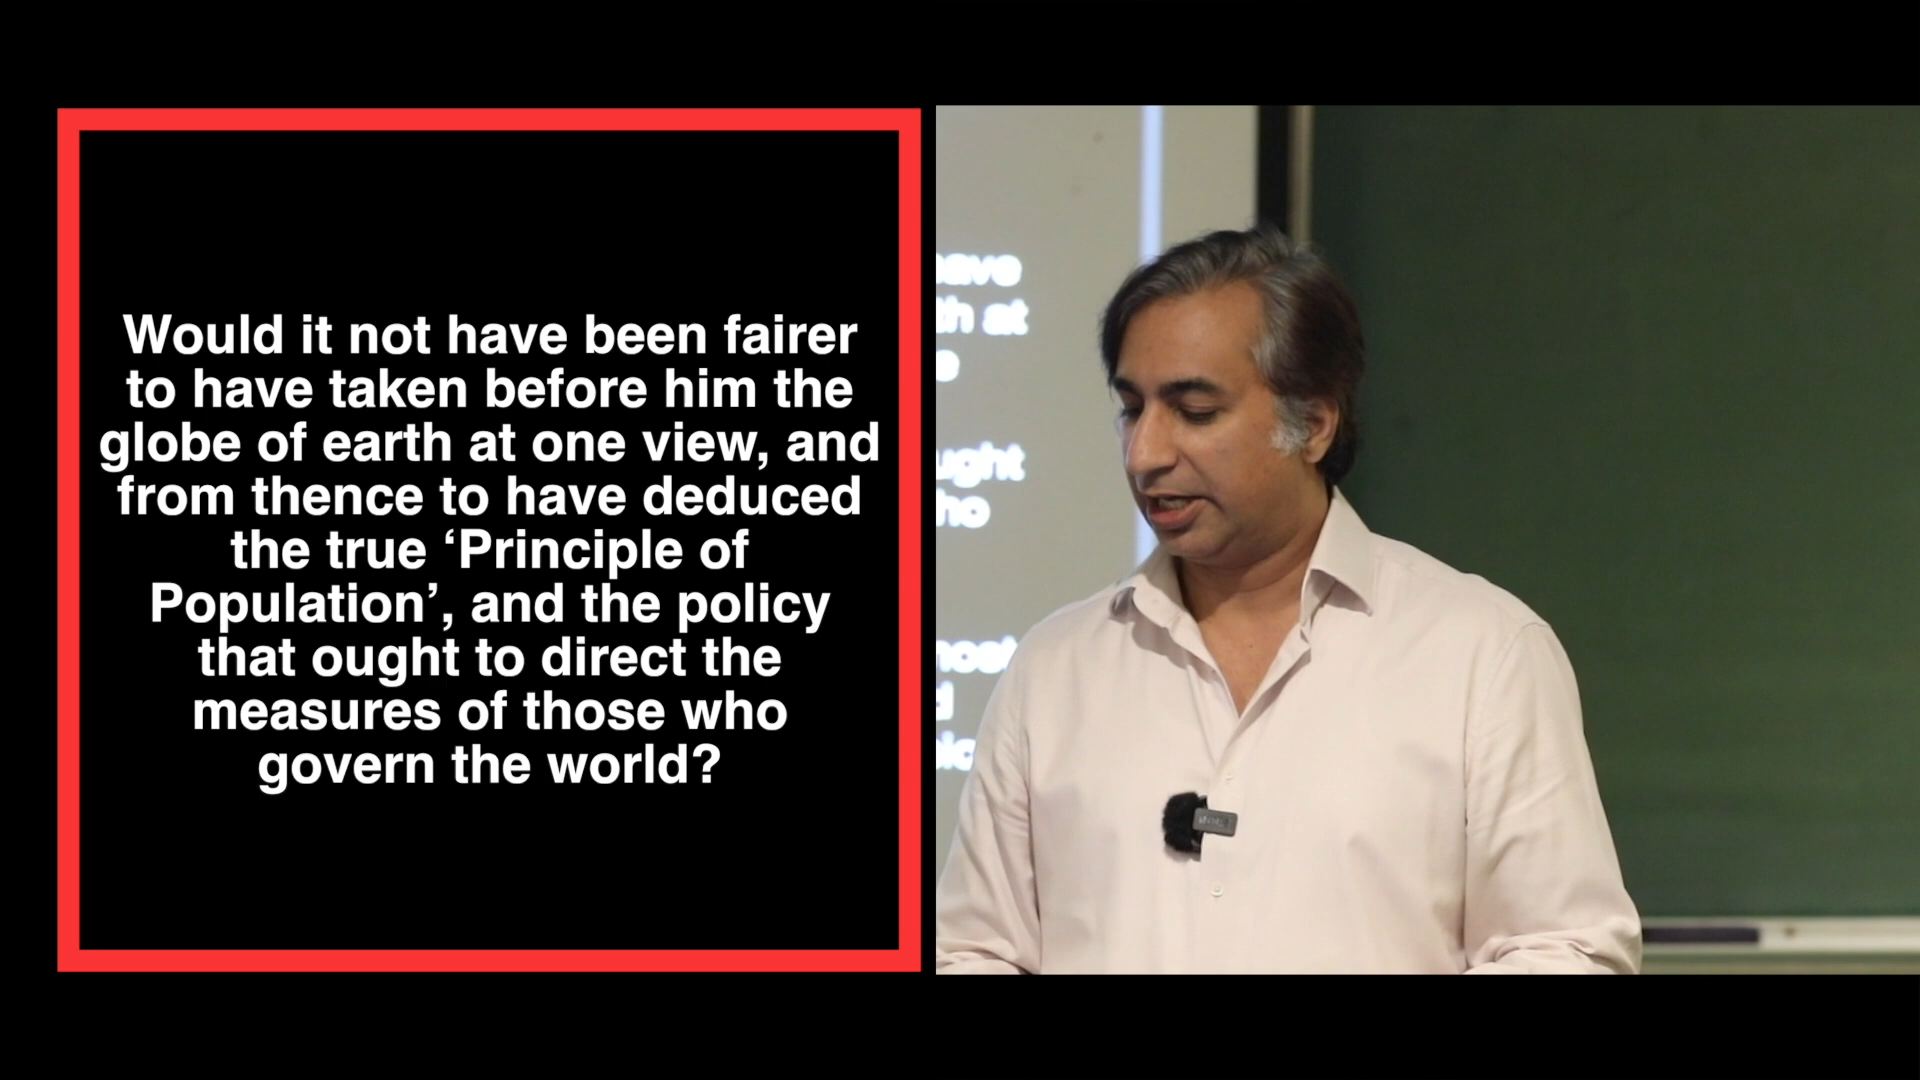 Would it not have been fairer
to have taken before him the
globe of earth at one view, and
from thence to have deduced
the true ‘Principle of
Population’, and the policy
that ought to direct the
measures of those who
govern the world?
at